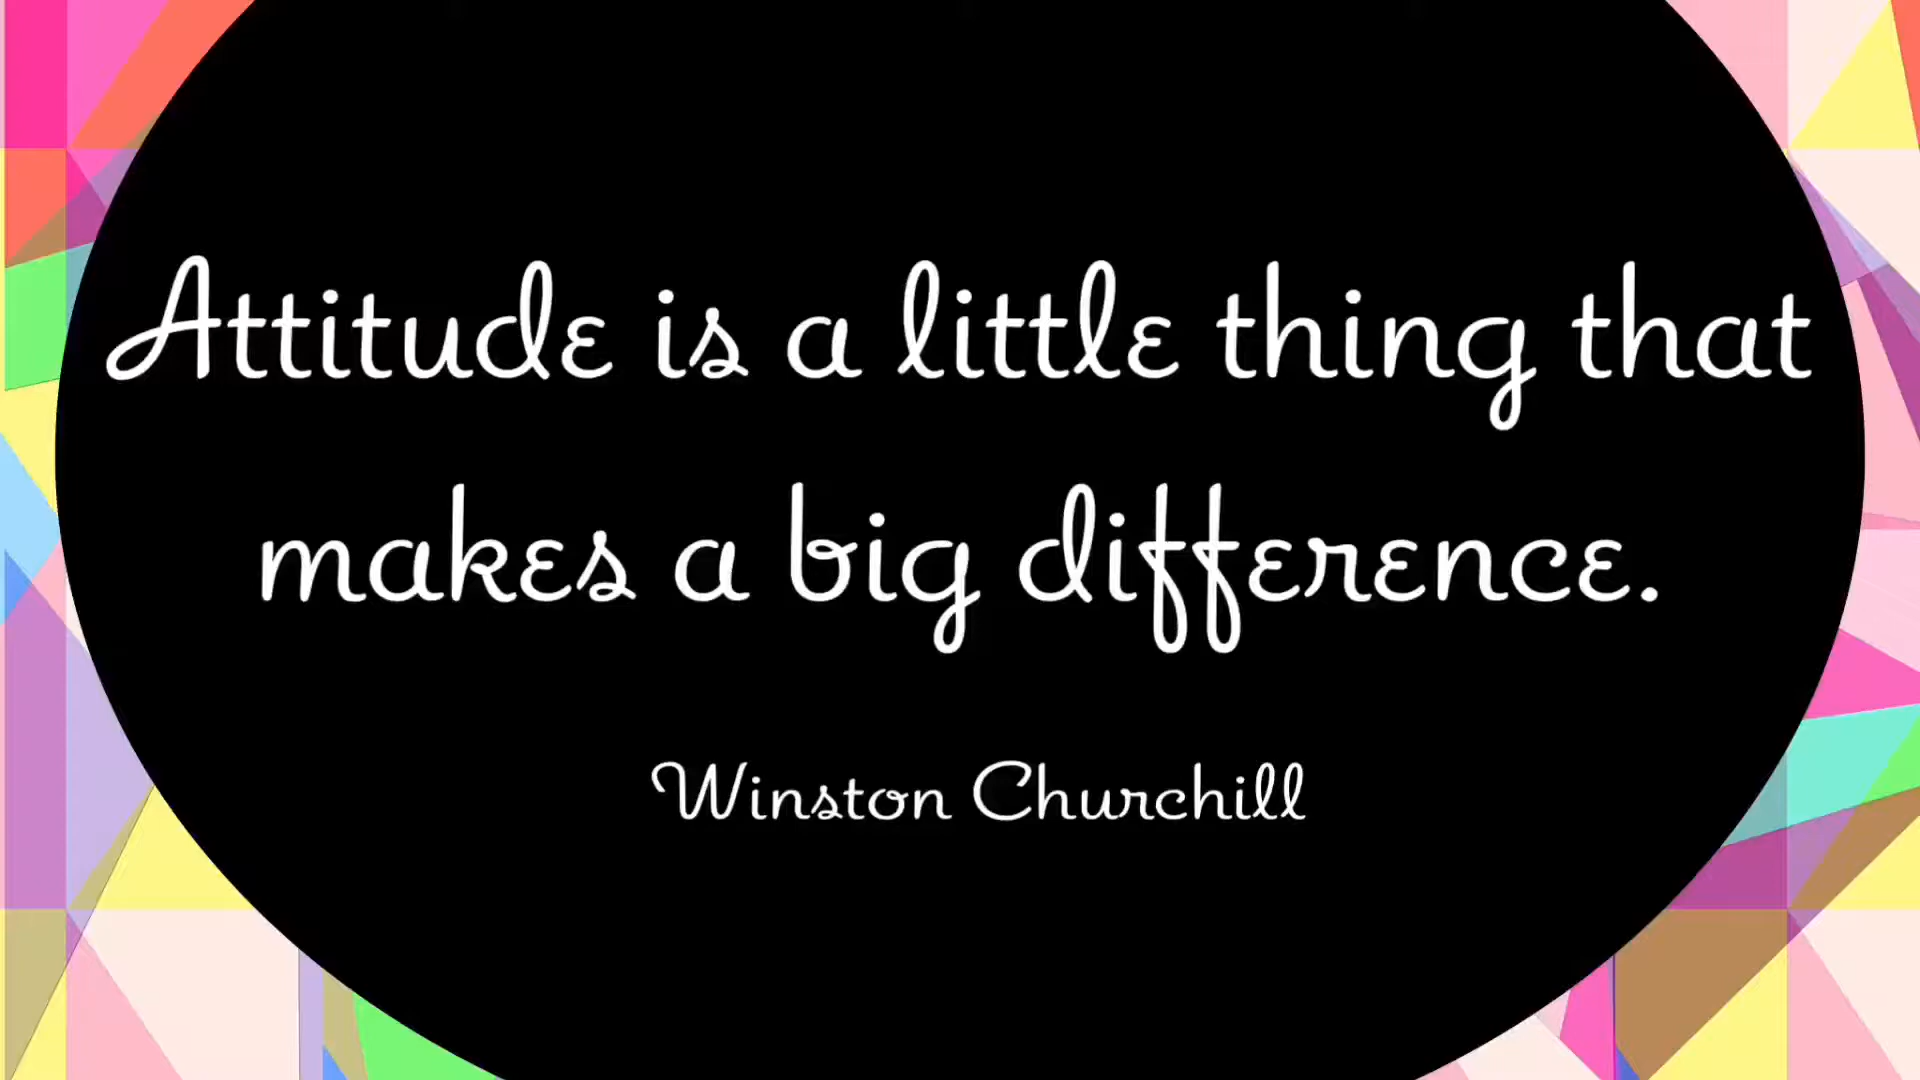 Attitude is a little thing that
makes a big difference.
Winston Churchill